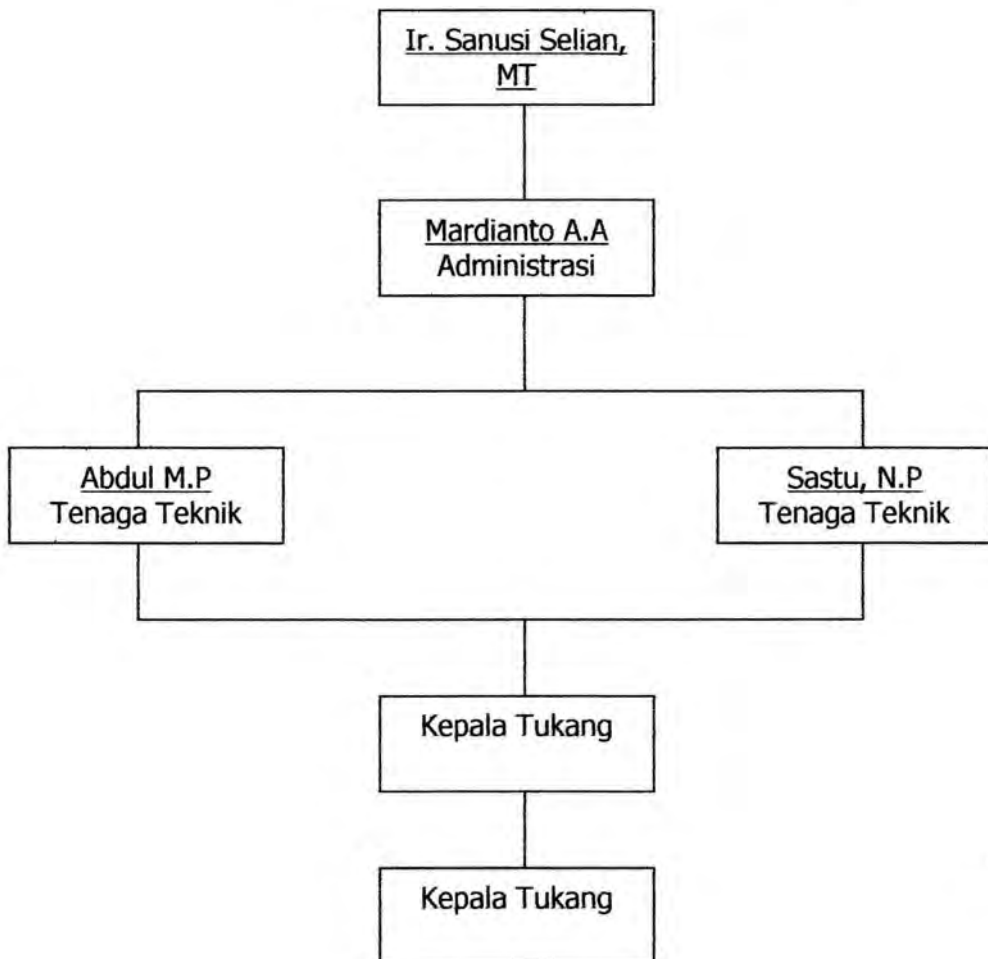 Ir. Sanusi Selian,
MT
Mardianto A.A
Administrasi
Abdul M.P
Tenaga Teknik
Sastu, N.P
Tenaga Teknik
Kepala Tukang
Kepala Tukang